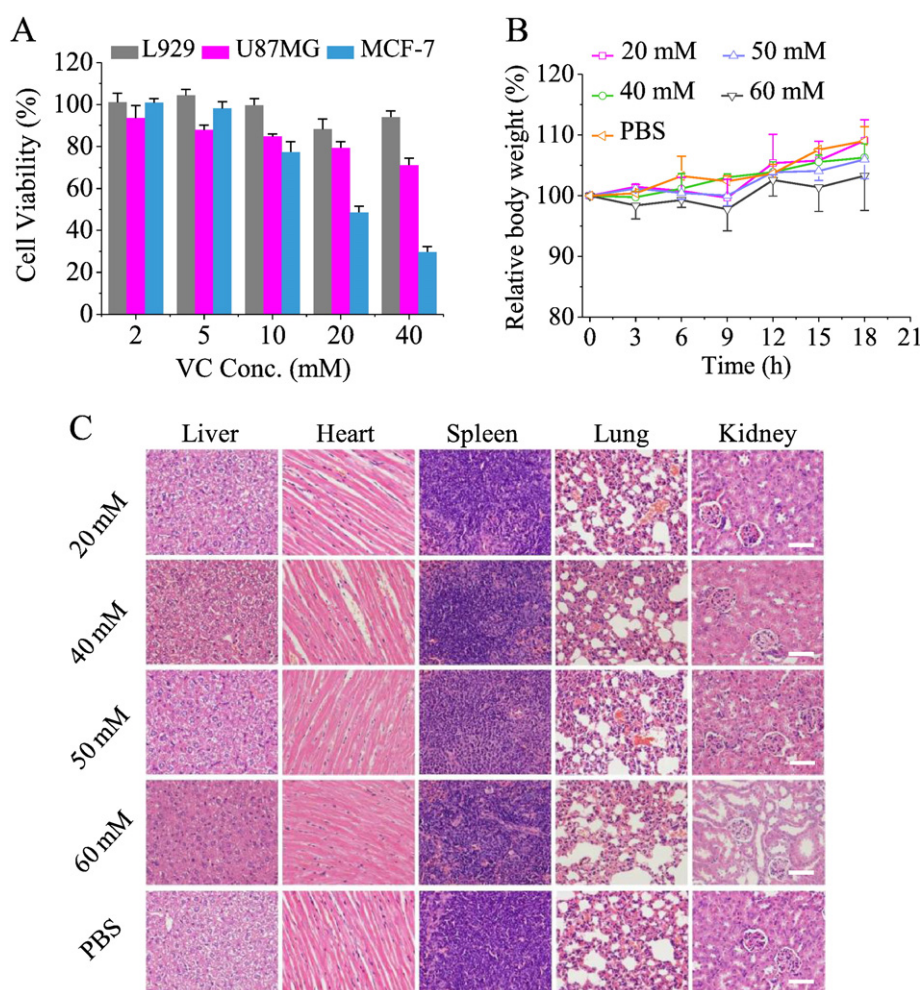 A
L929 U87MG MCF-7
Cell Viability (%)
120
100
80
60
40
20
0
2 5 10 20 40
VC Conc. (mM)
B
20 mM 50 mM
40 mM 60 mM
PBS
Relative body weight (%)
120
110
100
90
80
0 3 6 9 12 15 18 21
Time (h)
C
Liver Heart Spleen Lung Kidney
20 mM
40 mM
50 mM
60 mM
PBS